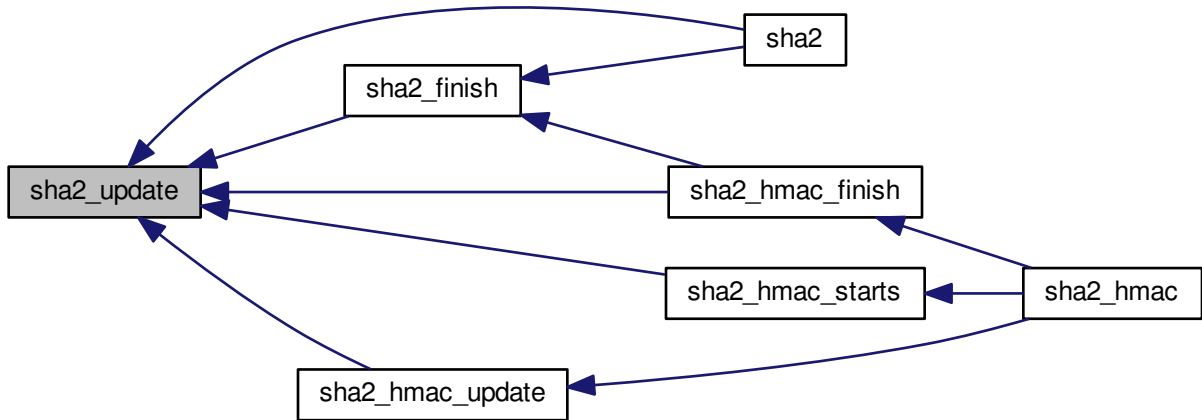 sha2
sha2_finish
sha2_update
sha2_hmac_finish
sha2_hmac_starts
sha2_hmac
sha2_hmac_update